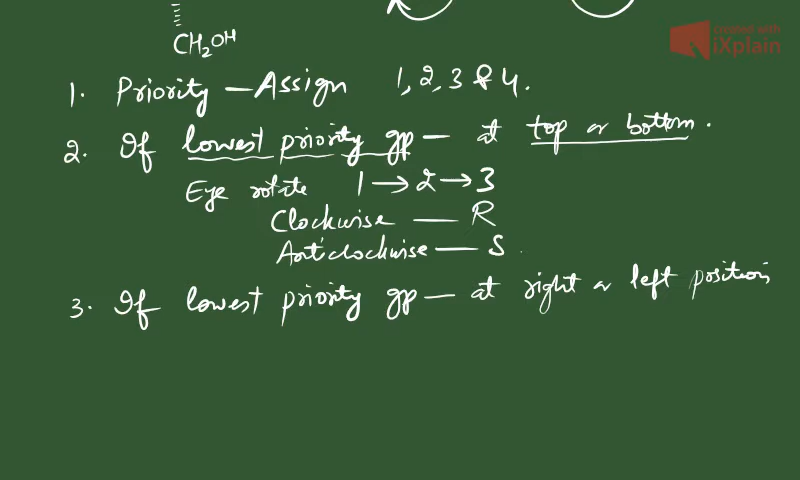 CH₂OH
created with
iXplain
1. Priority — Assign 1, 2, 3 & 4.
2. If lowest priority gp — at top or bottom.
Eye rotate 1 → 2 → 3
Clockwise — R
Anticlockwise — S
3. If lowest priority gp — at right or left position